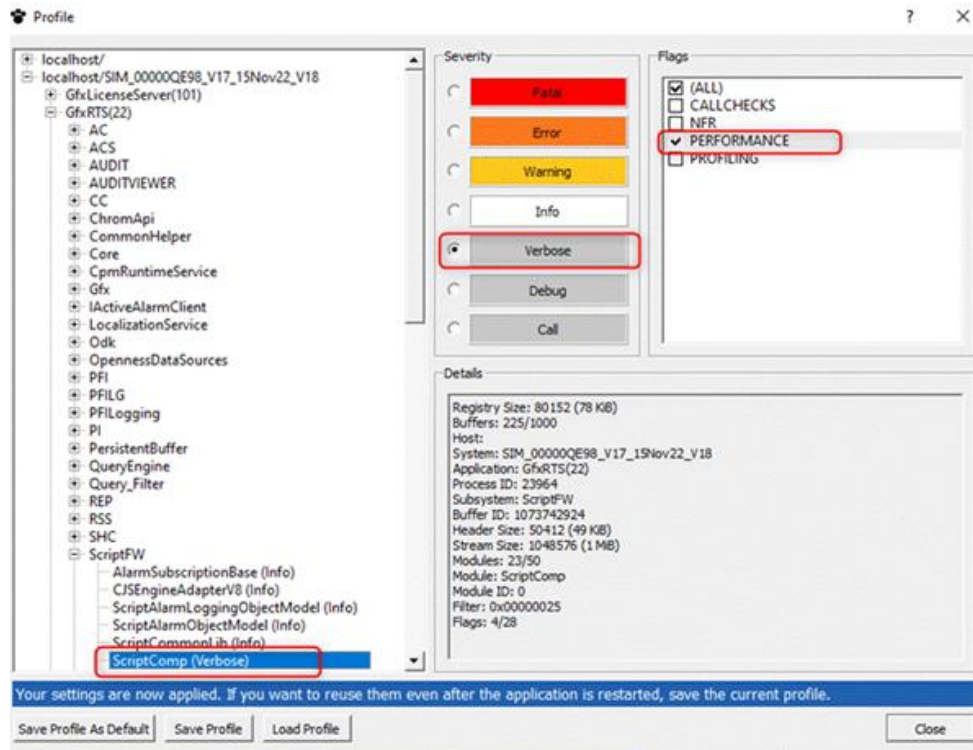 Profile
?
localhost/
localhost/SIM_00000QE98_V17_15Nov22_V18
GfxLicenseServer(101)
GfxRTS(22)
AC
ACS
AUDIT
AUDITVIEWER
CC
ChromApi
CommonHelper
Core
CpmRuntimeService
Gfx
IActiveAlarmClient
LocalizationService
Odk
OpennessDataSources
PFI
PFILG
PFILogging
PI
PersistentBuffer
QueryEngine
Query_Filter
REP
RSS
SHC
ScriptFW
AlarmSubscriptionBase (Info)
CJSEngineAdapterV8 (Info)
ScriptAlarmLoggingObjectModel (Info)
ScriptAlarmObjectModel (Info)
ScriptCommonLib (Info)
ScriptComp (Verbose)
Severity
Fatal
Error
Warning
Info
Verbose
Debug
Call
Flags
(ALL)
CALLCHECKS
NFR
PERFORMANCE
PROFILING
Details
Registry Size: 80152 (78 KiB)
Buffers: 225/1000
Host:
System: SIM_00000QE98_V17_15Nov22_V18
Application: GfxRTS(22)
Process ID: 23964
Subsystem: ScriptFW
Buffer ID: 1073742924
Header Size: 50412 (49 KiB)
Stream Size: 1048576 (1 MiB)
Modules: 23/50
Module: ScriptComp
Module ID: 0
Filter: 0x00000025
Flags: 4/28
Your settings are now applied. If you want to reuse them even after the application is restarted, save the current profile.
Save Profile As Default
Save Profile
Load Profile
Close